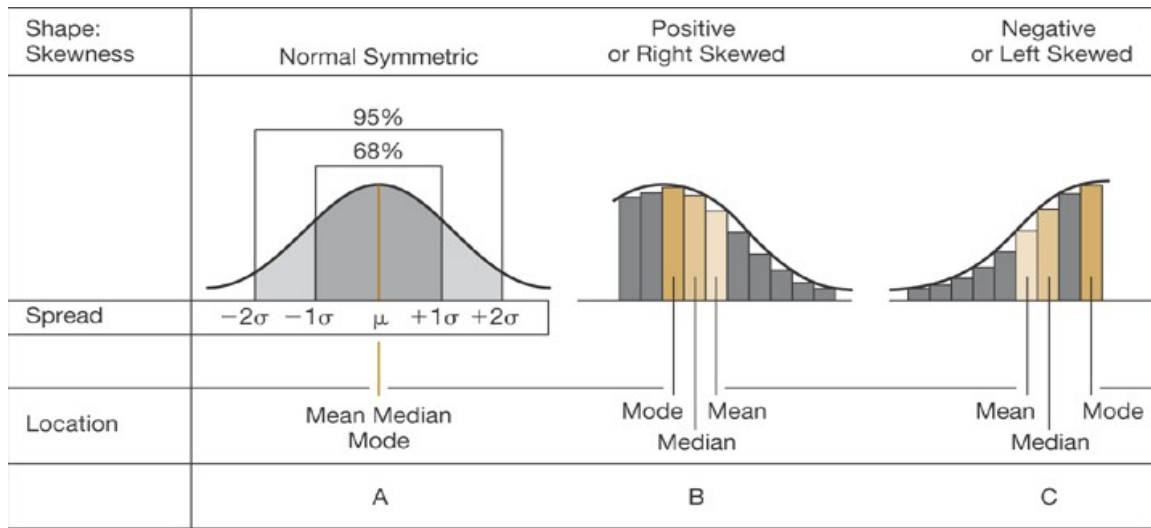 Shape:
Skewness
Normal Symmetric
Positive
or Right Skewed
Negative
or Left Skewed
95%
68%
Spread
−2σ −1σ μ +1σ +2σ
Location
Mean Median
Mode
Mode Mean
Median
Mean Mode
Median
A B C